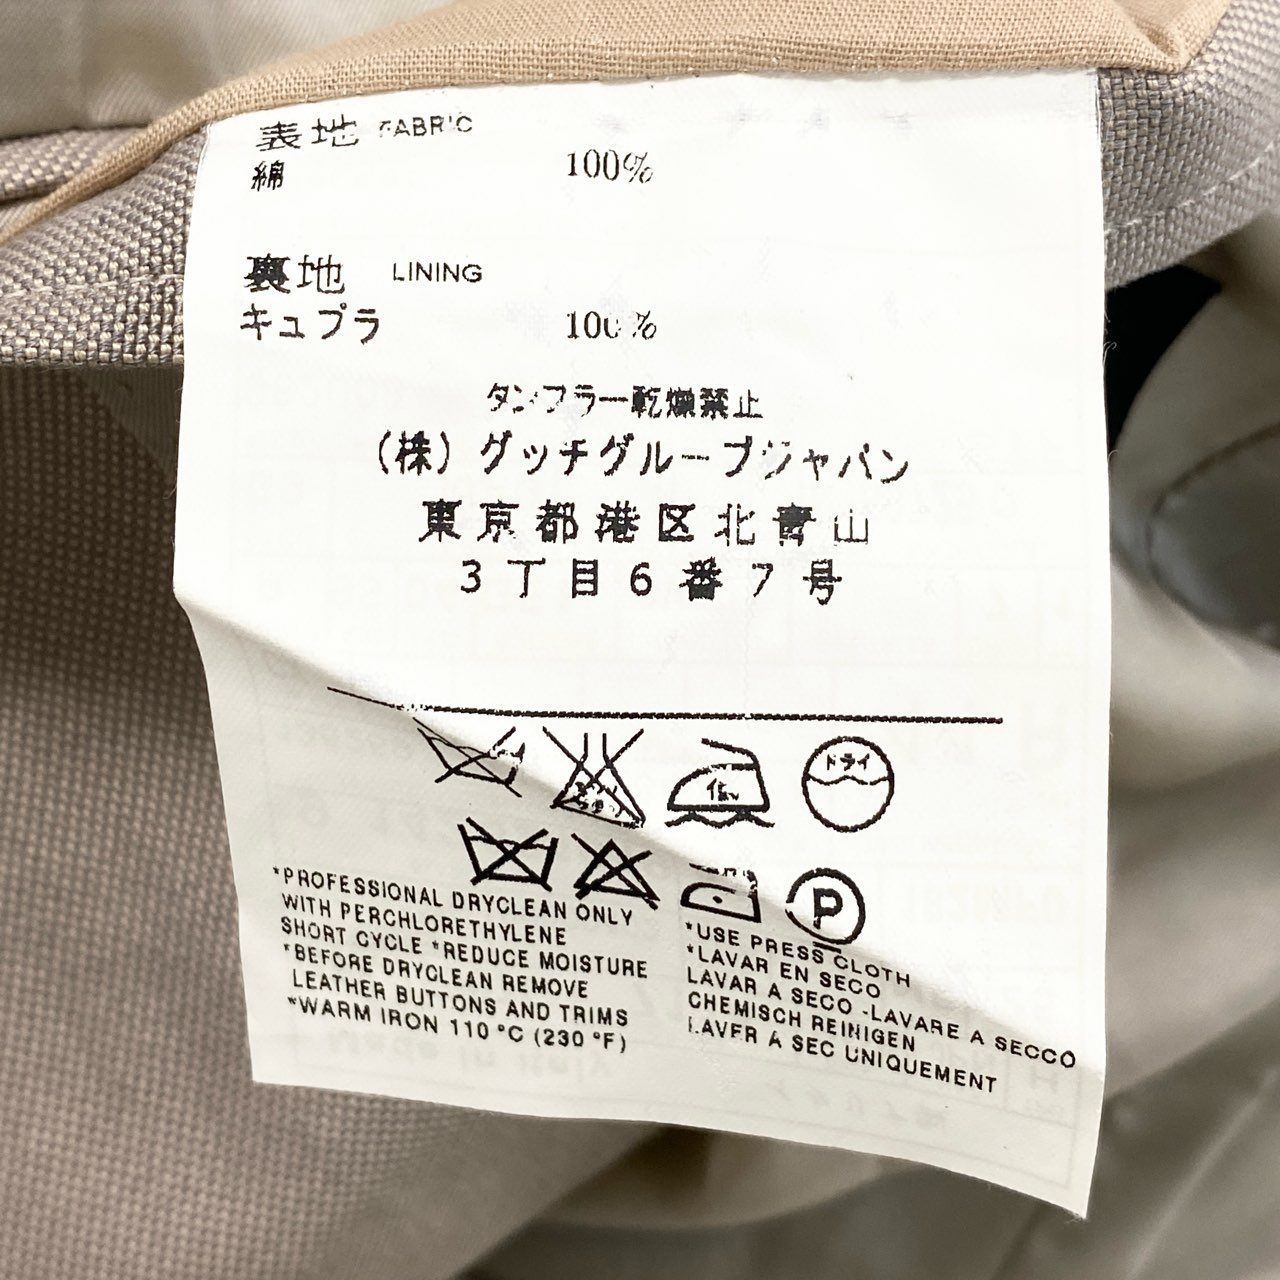 表地 FABRIC
綿 100%
裏地 LINING
キュプラ 100%
タンブラー乾燥禁止
(株)グッチグループジャパン
東京都港区北青山
3丁目6番7号
低 ドライ
P
*PROFESSIONAL DRYCLEAN ONLY
WITH PERCHLORETHYLENE
SHORT CYCLE *REDUCE MOISTURE
*BEFORE DRYCLEAN REMOVE
LEATHER BUTTONS AND TRIMS
*WARM IRON 110 °C (230 °F)
*USE PRESS CLOTH
*LAVAR EN SECO
LAVAR A SECO -LAVARE A SECCO
CHEMISCH REINIGEN
LAVER A SEC UNIQUEMENT